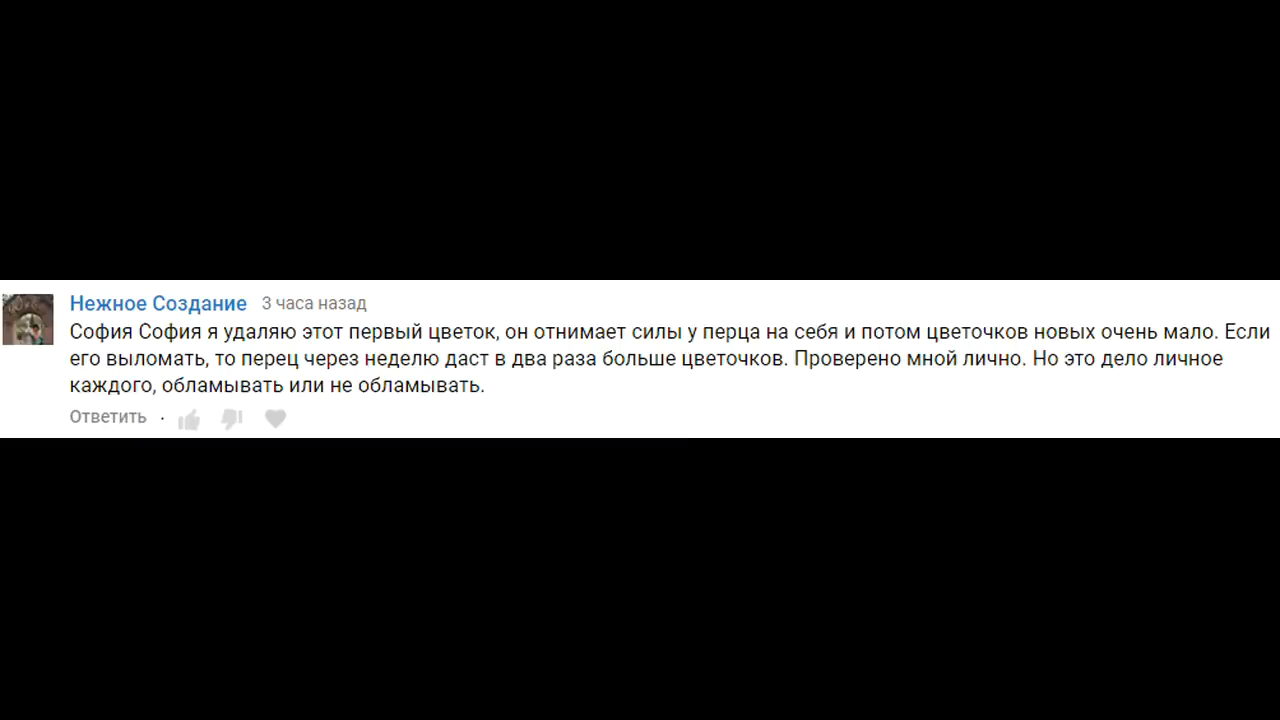 Нежное Создание 3 часа назад
София София я удаляю этот первый цветок, он отнимает силы у перца на себя и потом цветочков новых очень мало. Если
его выломать, то перец через неделю даст в два раза больше цветочков. Проверено мной лично. Но это дело личное
каждого, обламывать или не обламывать.
Ответить ·